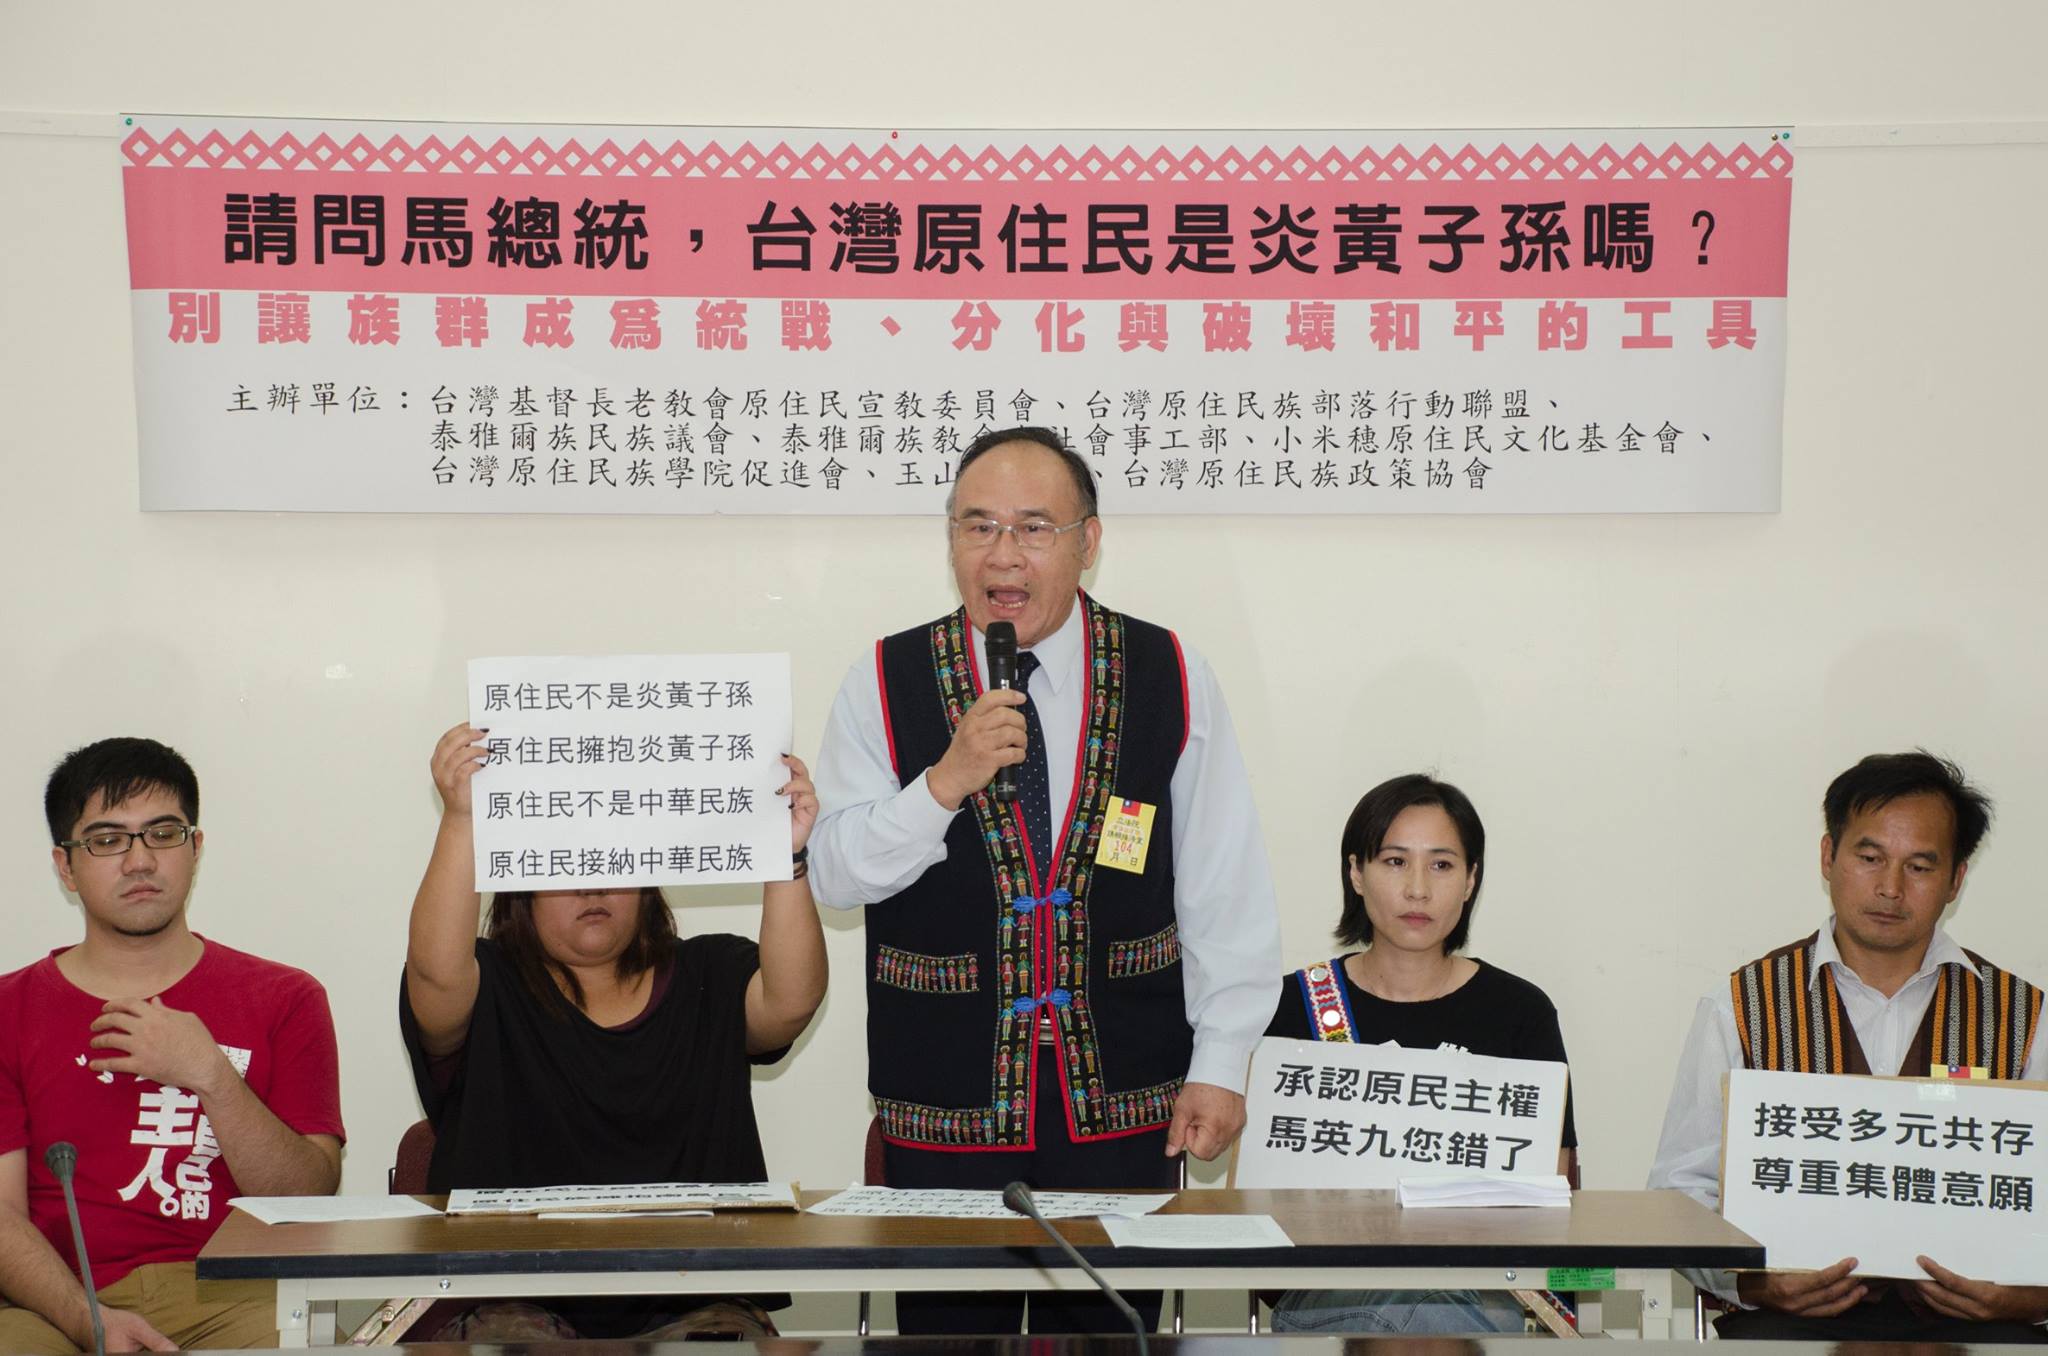 請問馬總統，台灣原住民是炎黃子孫嗎？
別讓族群成為統戰、分化與破壞和平的工具
主辦單位：台灣基督長老教會原住民宣教委員會、台灣原住民族部落行動聯盟、
泰雅爾族民族議會、泰雅爾族教會 社會事工部、小米穗原住民文化基金會、
台灣原住民族學院促進會、玉山 、台灣原住民族政策協會
原住民不是炎黃子孫
原住民擁抱炎黃子孫
原住民不是中華民族
原住民接納中華民族
立法院
104
月 日
承認原民主權
馬英九您錯了
接受多元共存
尊重集體意願
主人
自己的